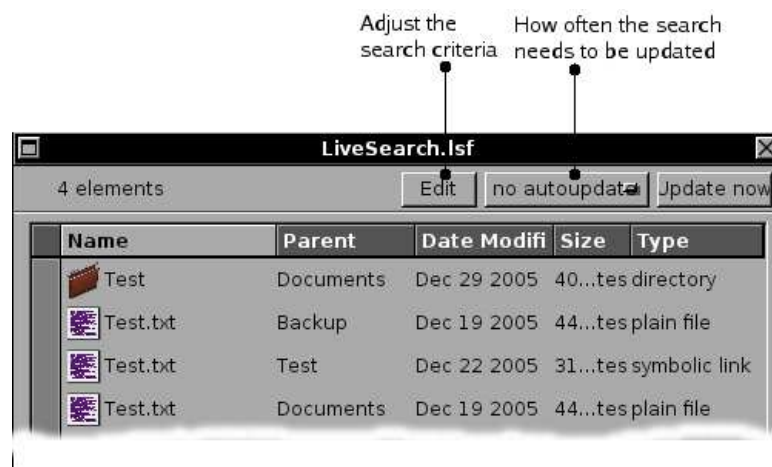 Adjust the
search criteria
How often the search
needs to be updated
LiveSearch.lsf
4 elements
Edit
no autoupdate
Update now
Name Parent Date Modifi Size Type
Test Documents Dec 29 2005 40...tes directory
Test.txt Backup Dec 19 2005 44...tes plain file
Test.txt Test Dec 22 2005 31...tes symbolic link
Test.txt Documents Dec 19 2005 44...tes plain file